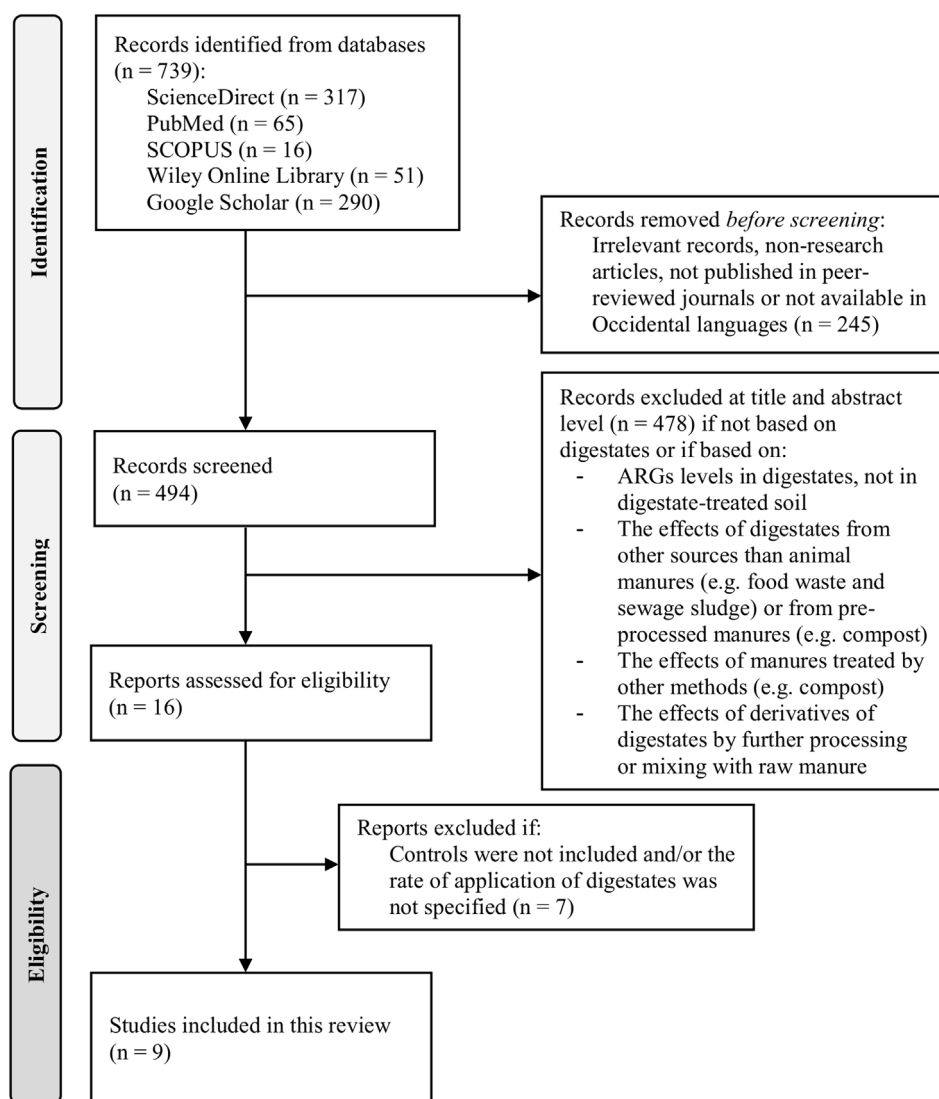 Records identified from databases
(n = 739):
ScienceDirect (n = 317)
PubMed (n = 65)
SCOPUS (n = 16)
Wiley Online Library (n = 51)
Google Scholar (n = 290)
Identification
Records removed before screening:
Irrelevant records, non-research
articles, not published in peer-
reviewed journals or not available in
Occidental languages (n = 245)
Records excluded at title and abstract
level (n = 478) if not based on
digestates or if based on:
- ARGs levels in digestates, not in
digestate-treated soil
- The effects of digestates from
other sources than animal
manures (e.g. food waste and
sewage sludge) or from pre-
processed manures (e.g. compost)
- The effects of manures treated by
other methods (e.g. compost)
- The effects of derivatives of
digestates by further processing
or mixing with raw manure
Screening
Records screened
(n = 494)
Reports assessed for eligibility
(n = 16)
Eligibility
Reports excluded if:
Controls were not included and/or the
rate of application of digestates was
not specified (n = 7)
Studies included in this review
(n = 9)